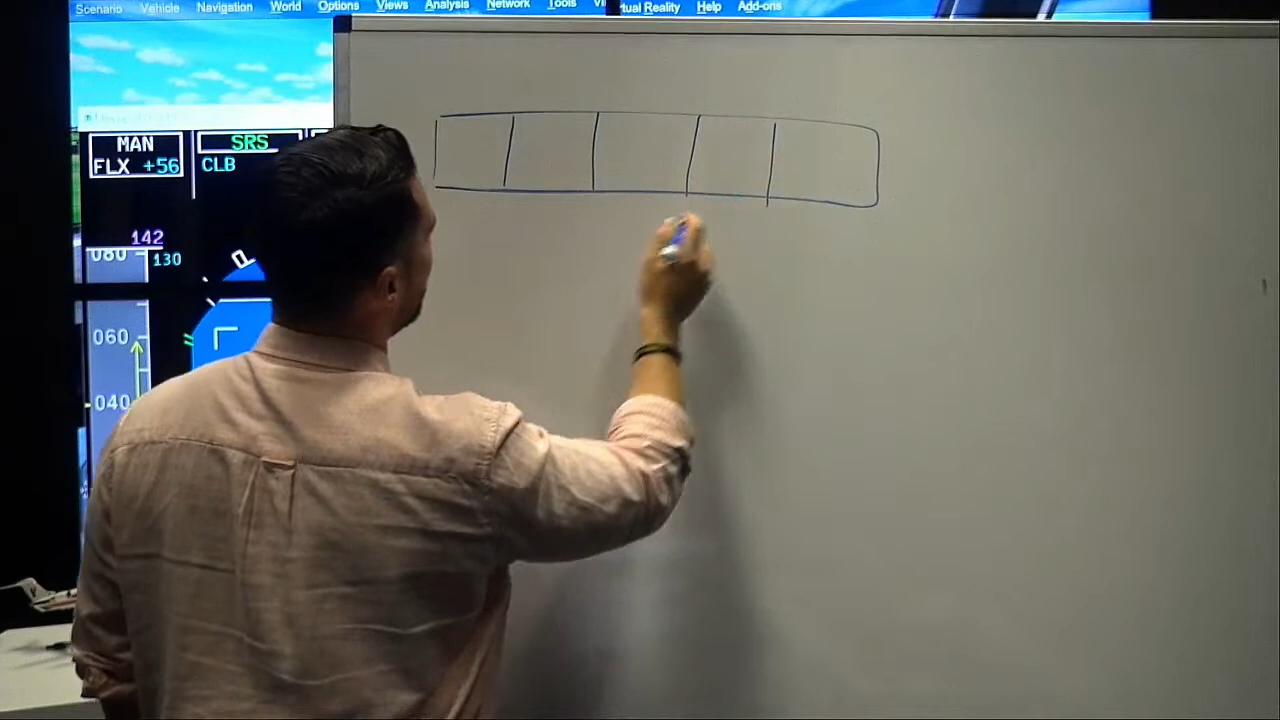 Scenario Vehicle Navigation World Options Views Analysis Network Tools Virtual Reality Help Add-ons
MAN SRS
FLX +56 CLB
142
080 130
060
040